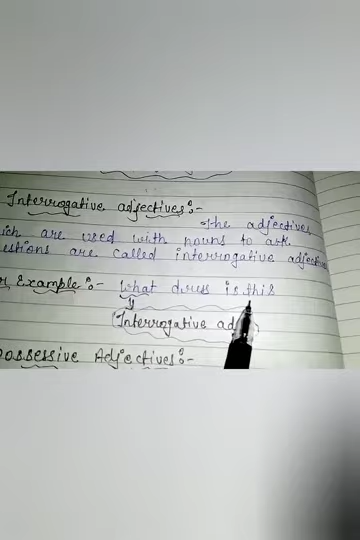 Interrogative adjectives :-
The adjectives
which are used with nouns to ask
questions are called interrogative adjectives
For Example :- What dress is this
(Interrogative ad
Possessive Adjectives :-